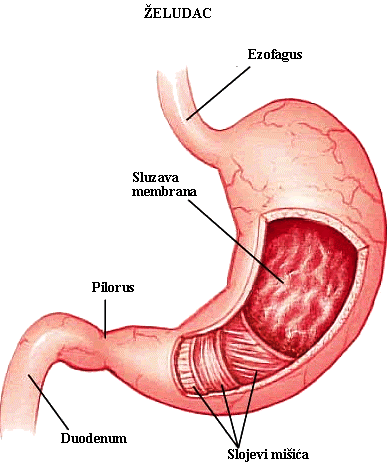 ŽELUDAC
Ezofagus
Sluzava
membrana
Pilorus
Duodenum
Slojevi mišića